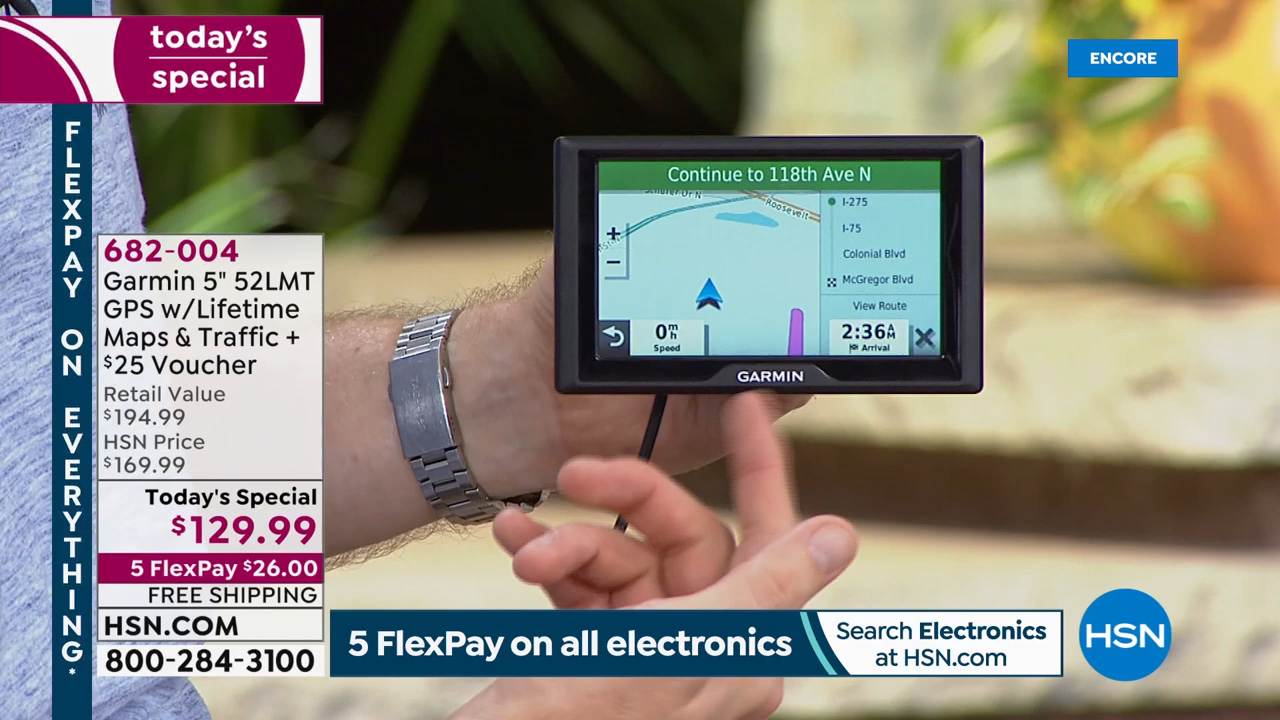 today's
special
ENCORE
FLEXPAY ON EVERYTHING*
682-004
Garmin 5" 52LMT
GPS w/Lifetime
Maps & Traffic +
$25 Voucher
Retail Value
$194.99
HSN Price
$169.99
Today's Special
$129.99
5 FlexPay $26.00
FREE SHIPPING
HSN.COM
800-284-3100
Continue to 118th Ave N
Roosevelt
I-275
I-75
Colonial Blvd
McGregor Blvd
View Route
+
−
0 m/h
Speed
2:36 AM
Arrival
GARMIN
5 FlexPay on all electronics
Search Electronics
at HSN.com
HSN